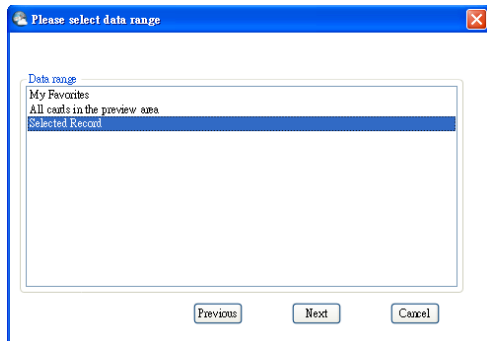 Please select data range
Data range
My Favorites
All cards in the preview area
Selected Record
Previous Next Cancel